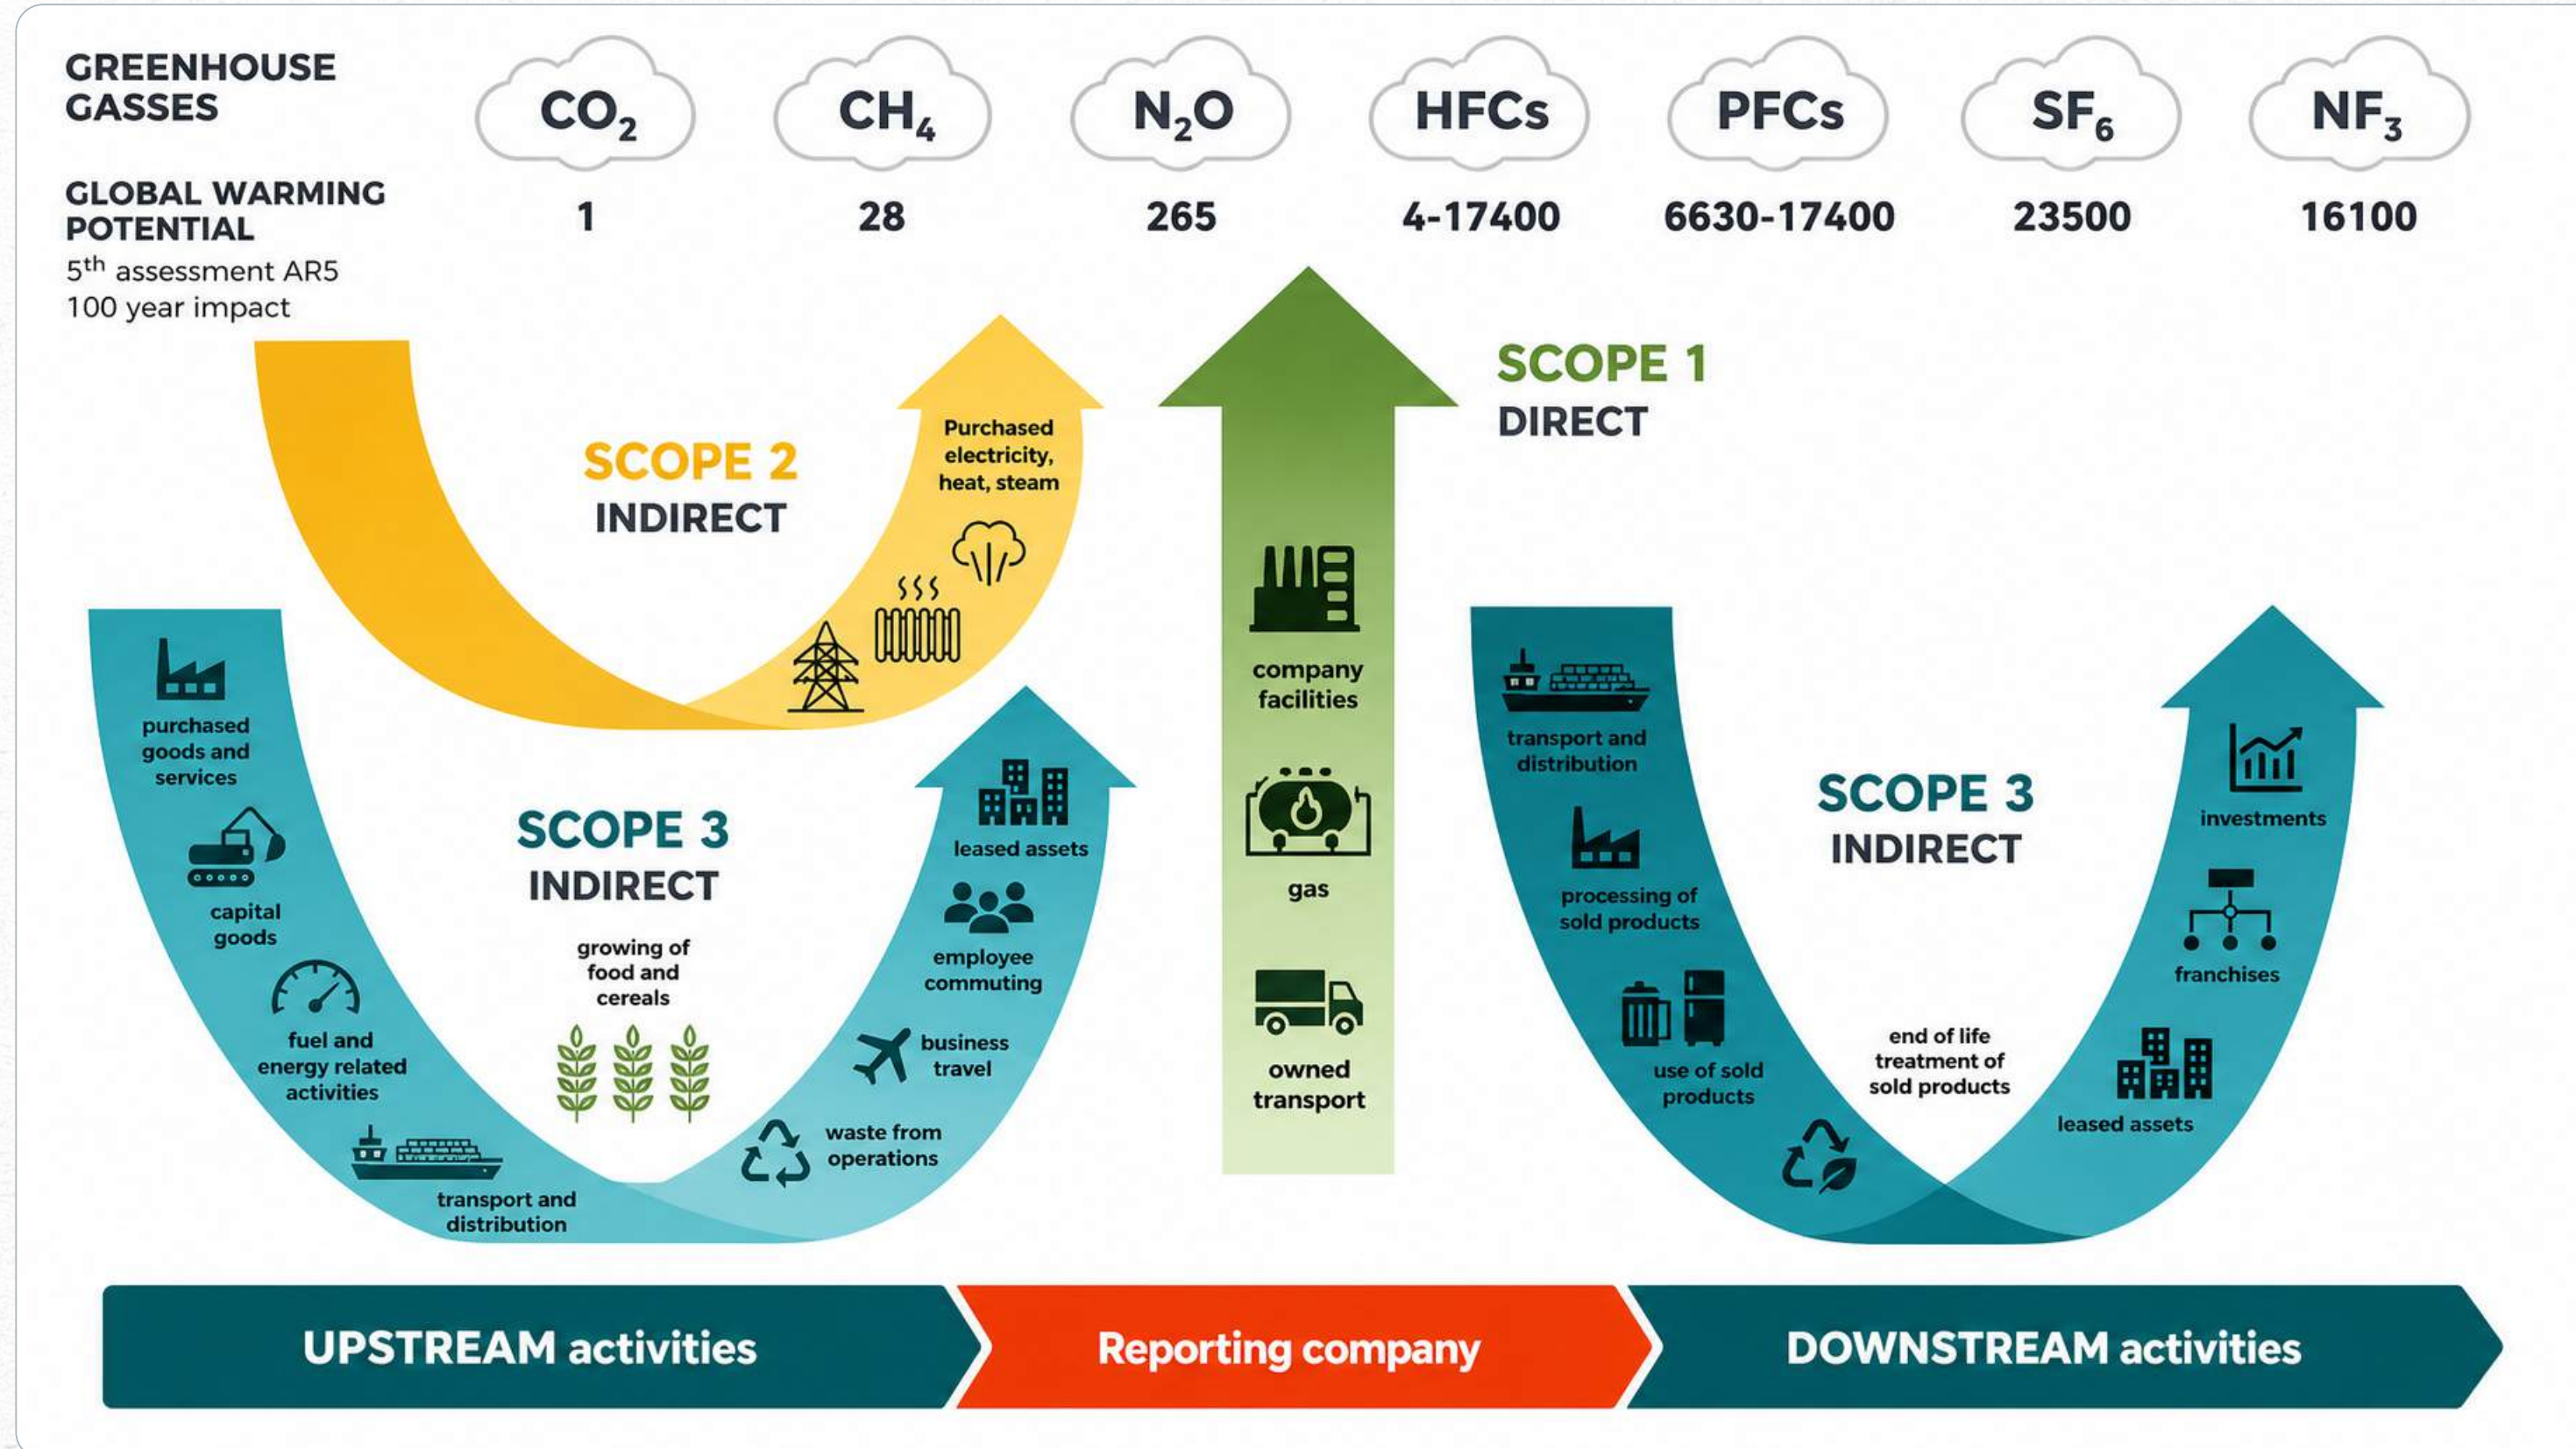 GREENHOUSE
GASSES
CO₂
CH₄
N₂O
HFCs
PFCs
SF₆
NF₃
GLOBAL WARMING
POTENTIAL
5th assessment AR5
100 year impact
1
28
265
4-17400
6630-17400
23500
16100
SCOPE 2
INDIRECT
Purchased
electricity,
heat, steam
SCOPE 1
DIRECT
company
facilities
gas
owned
transport
purchased
goods and
services
capital
goods
fuel and
energy related
activities
transport and
distribution
SCOPE 3
INDIRECT
growing of
food and
cereals
leased assets
employee
commuting
business
travel
waste from
operations
transport and
distribution
processing of
sold products
use of sold
products
SCOPE 3
INDIRECT
end of life
treatment of
sold products
investments
franchises
leased assets
UPSTREAM activities
Reporting company
DOWNSTREAM activities